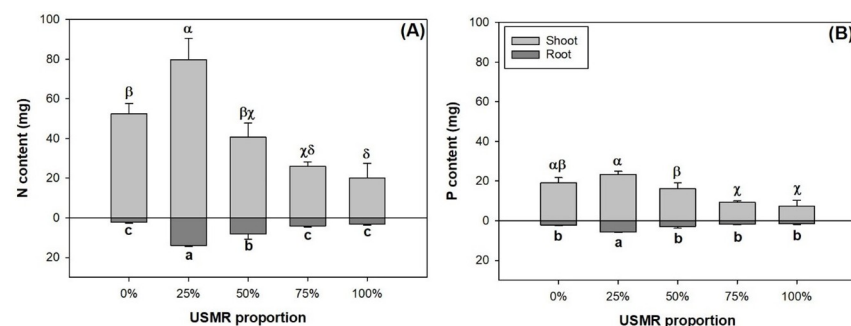 (A)
N content (mg)
100
80
60
40
20
0
20
β
α
βχ
χδ
δ
c
a
b
c
c
0%
25%
50%
75%
100%
USMR proportion
(B)
Shoot
Root
P content (mg)
100
80
60
40
20
0
20
αβ
α
β
χ
χ
b
a
b
b
b
0%
25%
50%
75%
100%
USMR proportion